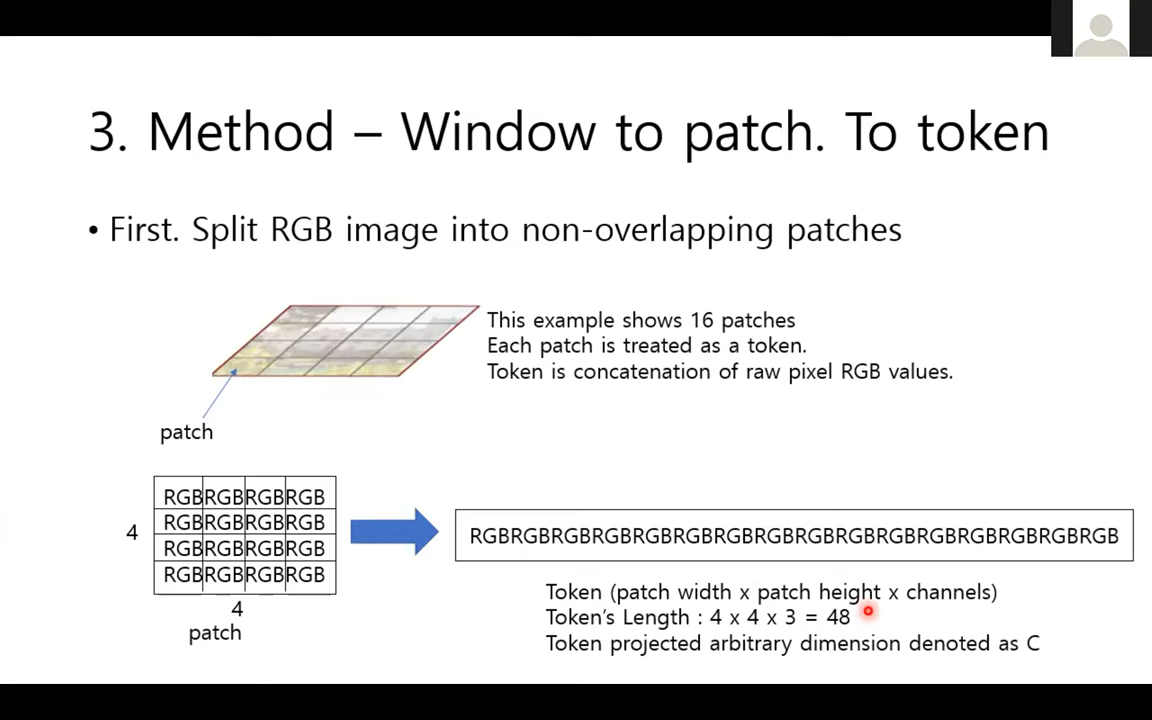 3. Method – Window to patch. To token
• First. Split RGB image into non-overlapping patches
This example shows 16 patches
Each patch is treated as a token.
Token is concatenation of raw pixel RGB values.
patch
4
RGBRGBRGBRGB
RGBRGBRGBRGB
RGBRGBRGBRGB
RGBRGBRGBRGB
4
patch
RGBRGBRGBRGBRGBRGBRGBRGBRGBRGBRGBRGBRGBRGBRGBRGB
Token (patch width x patch height x channels)
Token's Length : 4 x 4 x 3 = 48
Token projected arbitrary dimension denoted as C